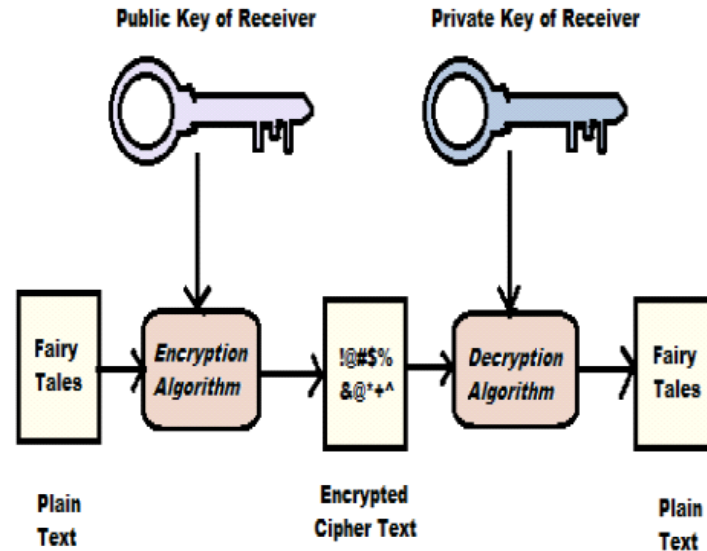 Public Key of Receiver
Private Key of Receiver
Fairy
Tales
Encryption
Algorithm
!@#$%
&@*+^
Decryption
Algorithm
Fairy
Tales
Plain
Text
Encrypted
Cipher Text
Plain
Text